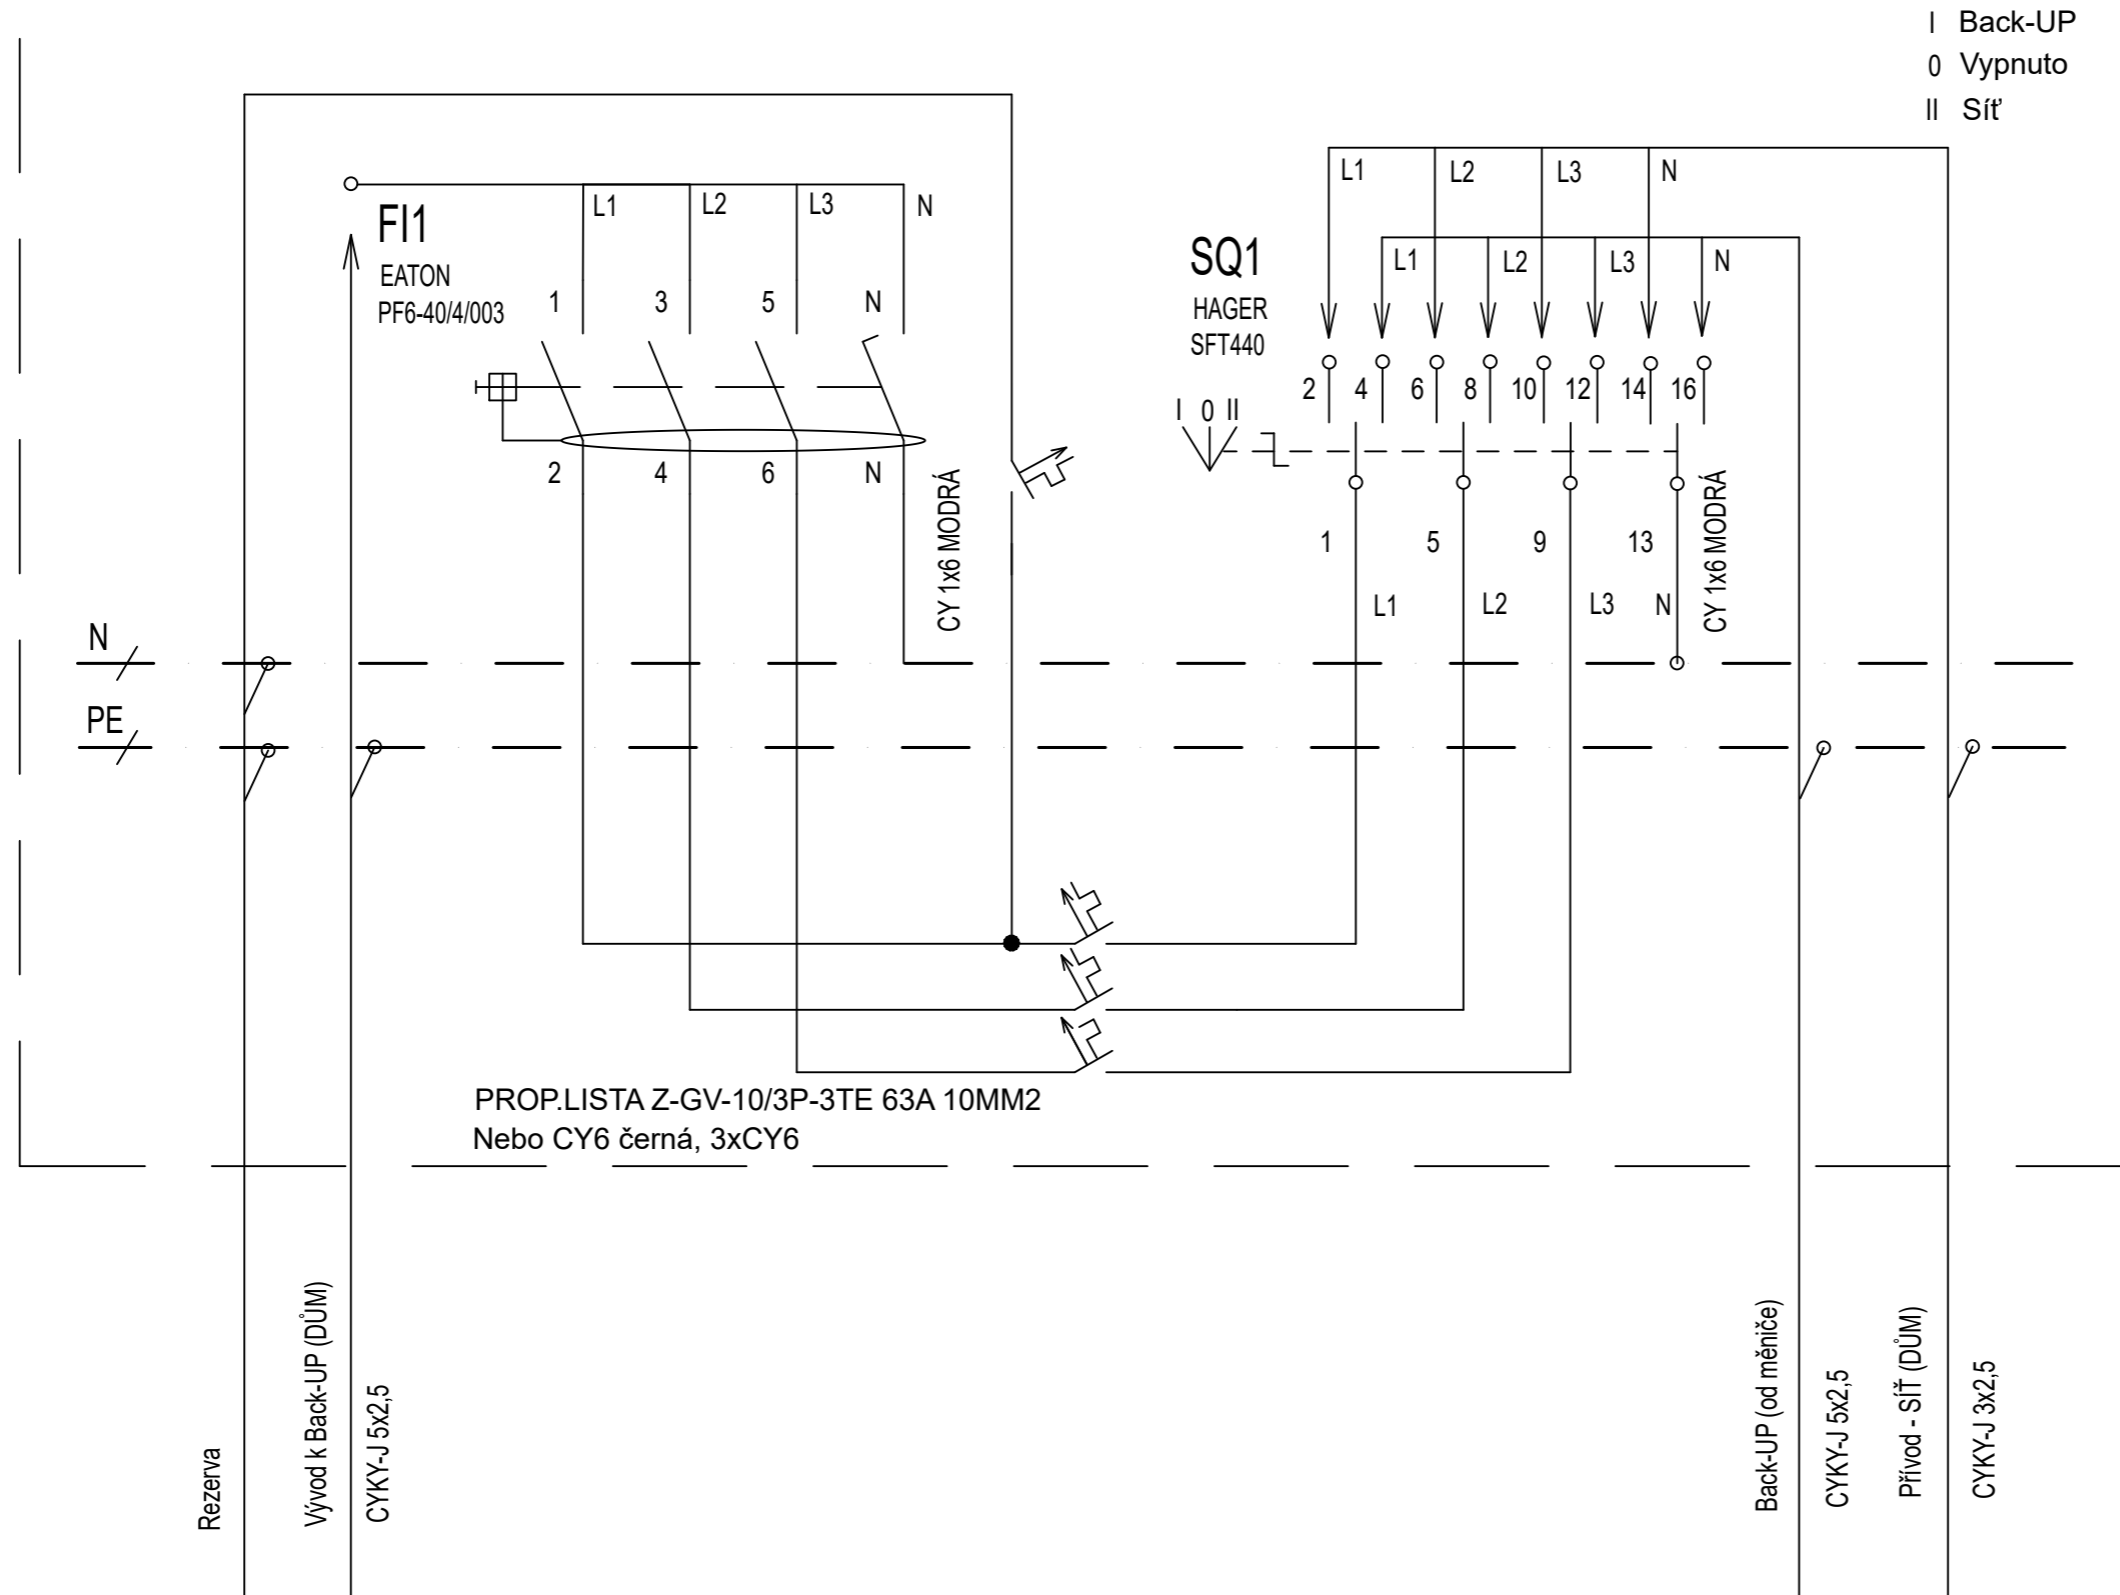 I Back-UP
0 Vypnuto
II Síť
L1 L2 L3 N
L1 L2 L3 N
FI1
EATON
PF6-40/4/003
1 3 5 N
2 4 6 N
CY 1x6 MODRÁ
SQ1
HAGER
SFT440
L1 L2 L3 N
2 4 6 8 10 12 14 16
I 0 II
1 5 9 13
L1 L2 L3 N
CY 1x6 MODRÁ
N
PE
PROP.LISTA Z-GV-10/3P-3TE 63A 10MM2
Nebo CY6 černá, 3xCY6
Rezerva
Vývod k Back-UP (DŮM)
CYKY-J 5x2,5
Back-UP (od měniče)
CYKY-J 5x2,5
Přívod - SÍŤ (DŮM)
CYKY-J 3x2,5